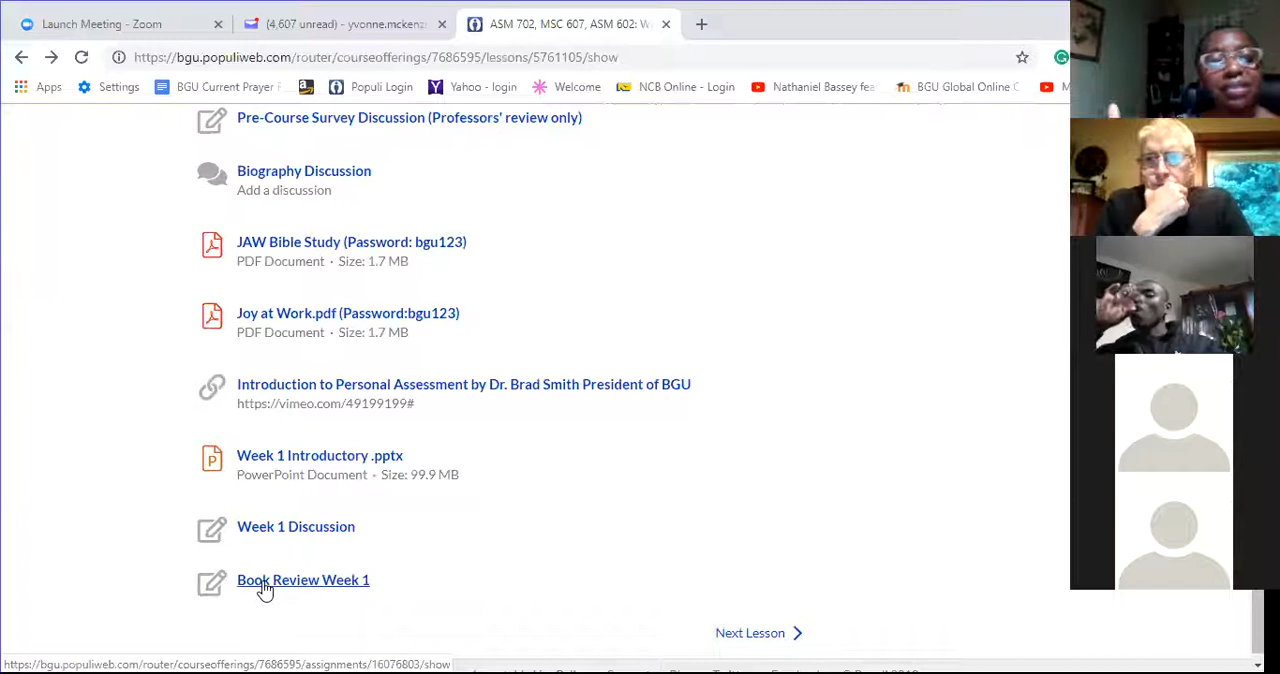 Launch Meeting - Zoom
(4,607 unread) - yvonne.mckenz
ASM 702, MSC 607, ASM 602: W
https://bgu.populiweb.com/router/courseofferings/7686595/lessons/5761105/show
Apps
Settings
BGU Current Prayer
Populi Login
Yahoo - login
Welcome
NCB Online - Login
Nathaniel Bassey fea
BGU Global Online C
Pre-Course Survey Discussion (Professors' review only)
Biography Discussion
Add a discussion
JAW Bible Study (Password: bgu123)
PDF Document · Size: 1.7 MB
Joy at Work.pdf (Password:bgu123)
PDF Document · Size: 1.7 MB
Introduction to Personal Assessment by Dr. Brad Smith President of BGU
https://vimeo.com/49199199#
Week 1 Introductory .pptx
PowerPoint Document · Size: 99.9 MB
Week 1 Discussion
Book Review Week 1
Next Lesson
https://bgu.populiweb.com/router/courseofferings/7686595/assignments/16076803/show